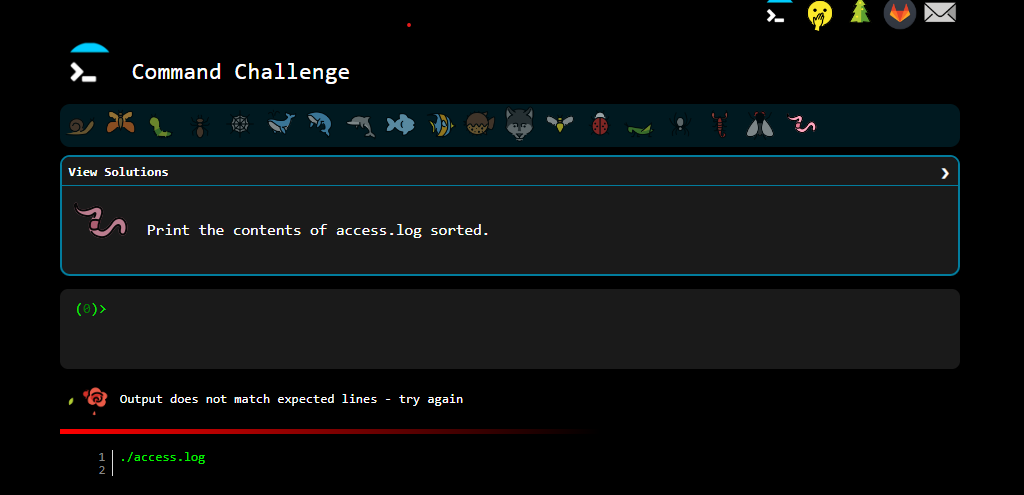 Command Challenge
View Solutions ❯
Print the contents of access.log sorted.
(0)>
Output does not match expected lines - try again
1 ./access.log
2